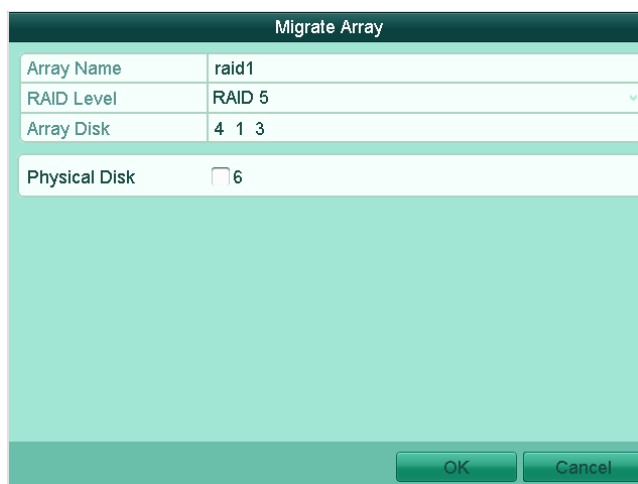 Migrate Array
Array Name raid1
RAID Level RAID 5
Array Disk 4 1 3
Physical Disk 6
OK Cancel